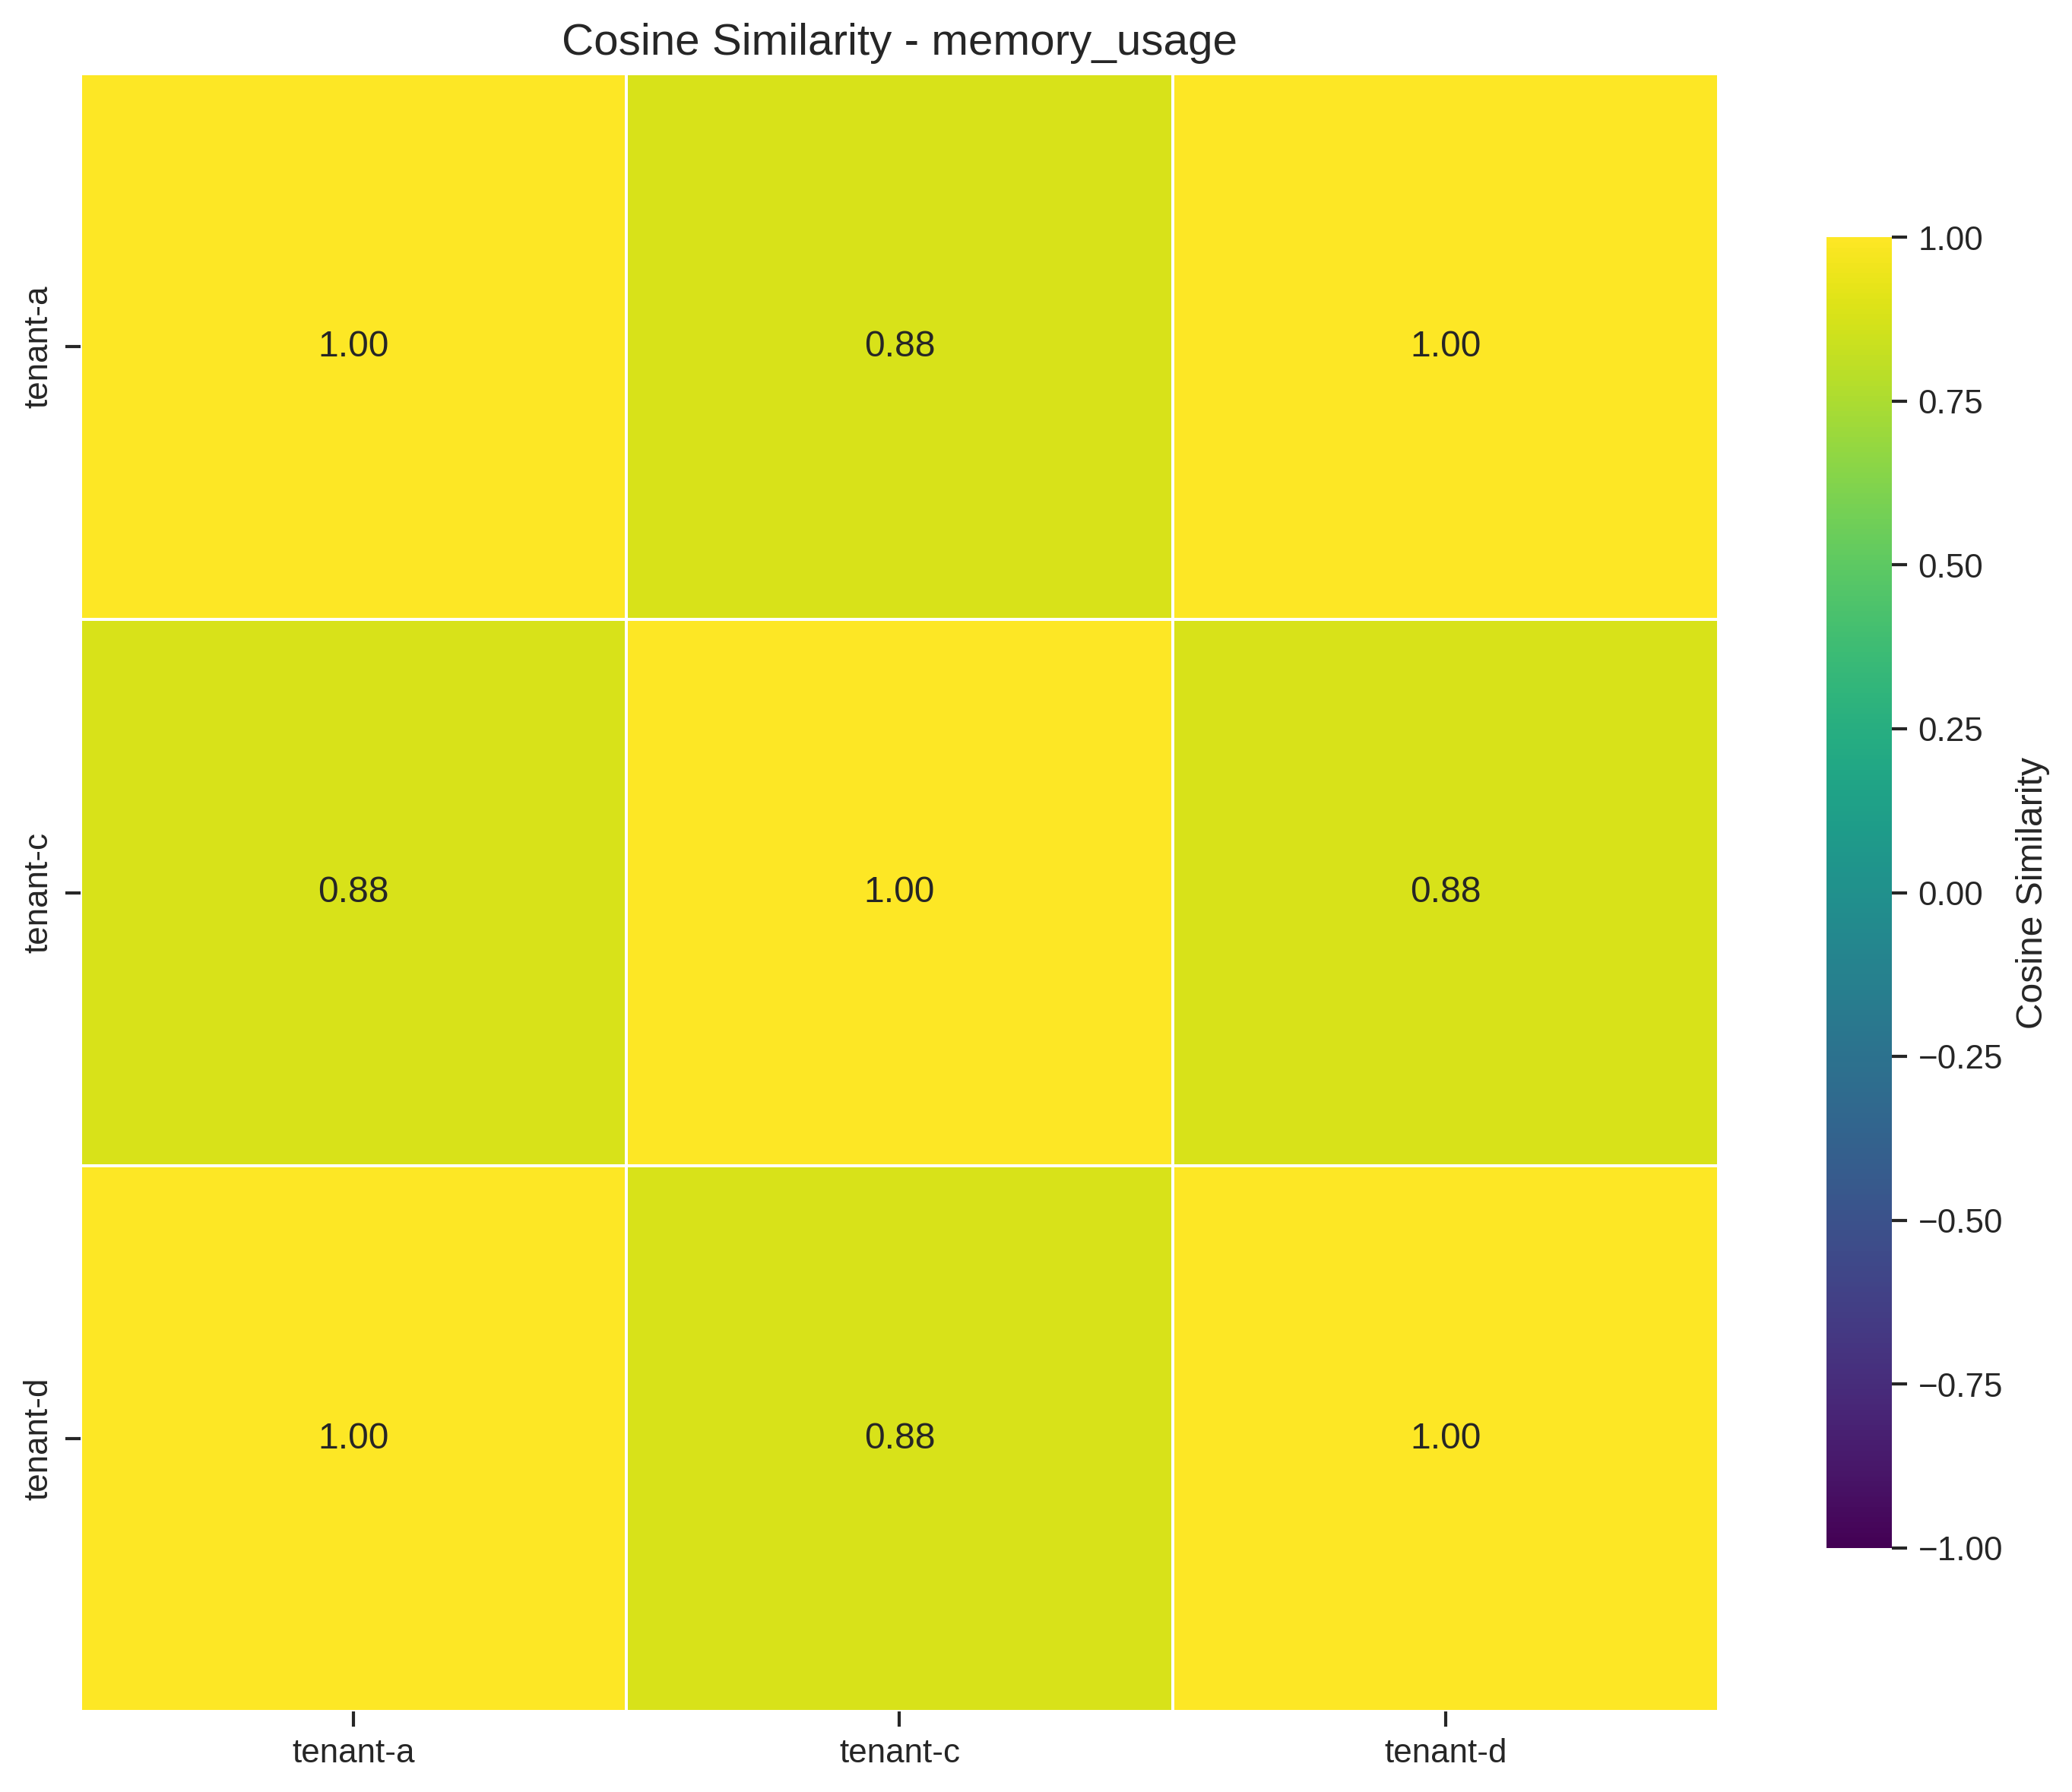 Cosine Similarity - memory_usage
tenant-a
1.00
0.88
1.00
tenant-c
0.88
1.00
0.88
tenant-d
1.00
0.88
1.00
tenant-a
tenant-c
tenant-d
1.00
0.75
0.50
0.25
0.00
−0.25
−0.50
−0.75
−1.00
Cosine Similarity